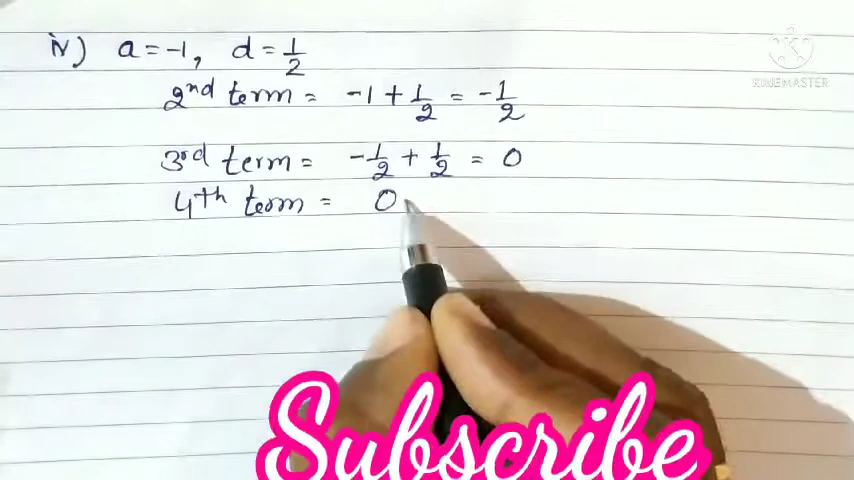 iv) a = -1, d = 1/2
KINEMASTER
2nd term = -1 + 1/2 = -1/2
3rd term = -1/2 + 1/2 = 0
4th term = 0
Subscribe